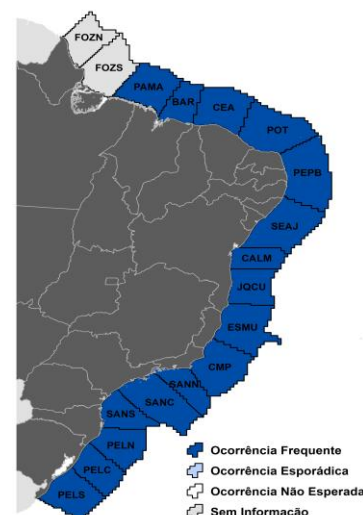 FOZN
FOZS
PAMA
BAR
CEA
POT
PEPB
SEAJ
CALM
JQCU
ESMU
CMP
SANN
SANC
SANS
PELN
PELC
PELS
Ocorrência Frequente
Ocorrência Esporádica
Ocorrência Não Esperada
Sem Informação